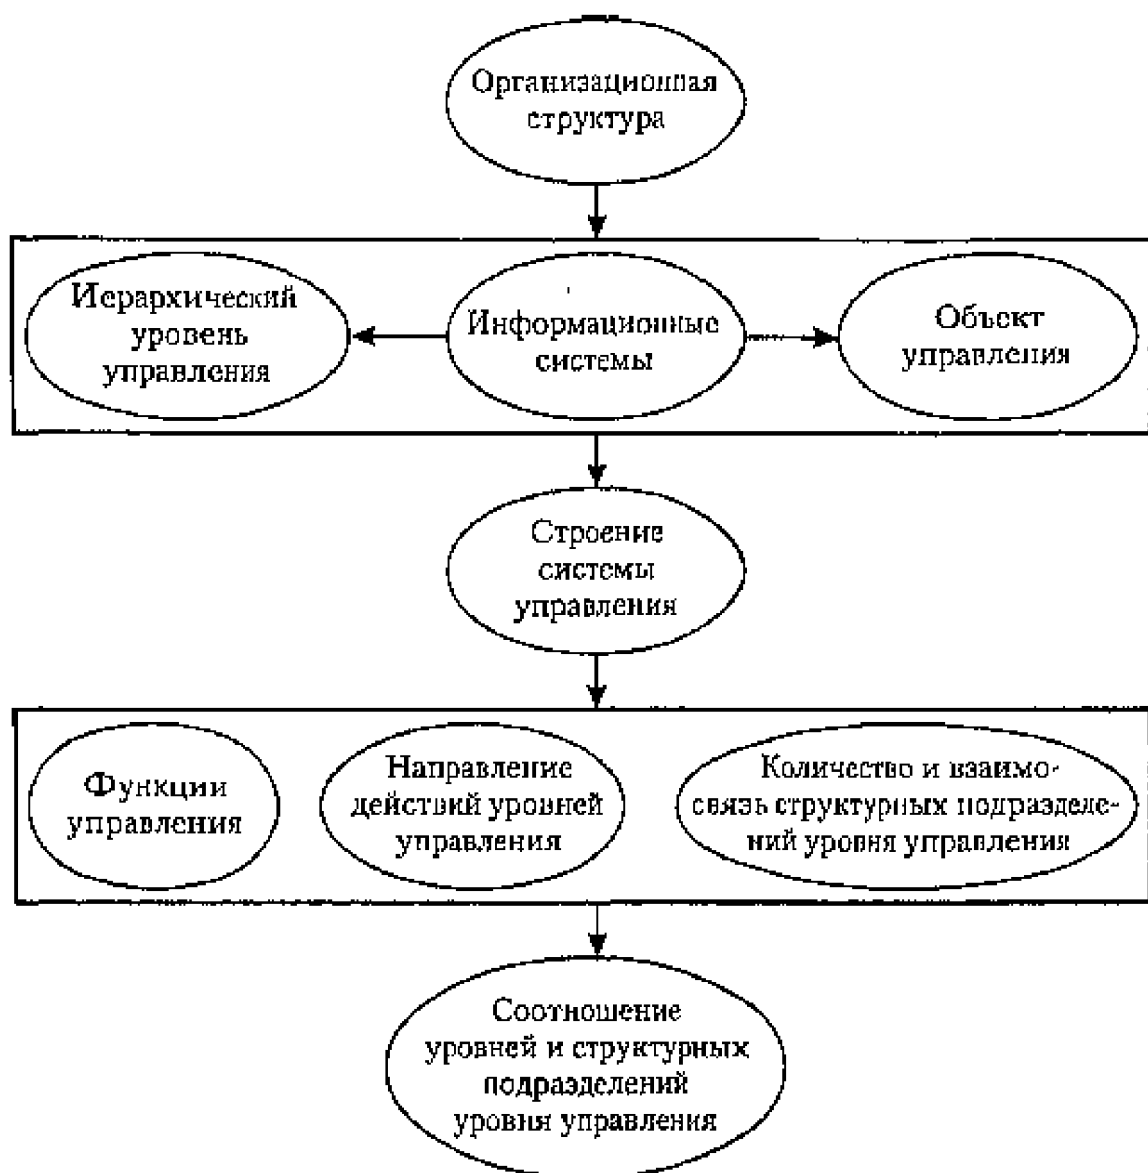 Организационная
структура
Иерархический
уровень
управления
Информационные
системы
Объект
управления
Строение
системы
управления
Функции
управления
Направление
действий уровней
управления
Количество и взаимо-
связь структурных подразделе-
ний уровня управления
Соотношение
уровней и структурных
подразделений
уровня управления